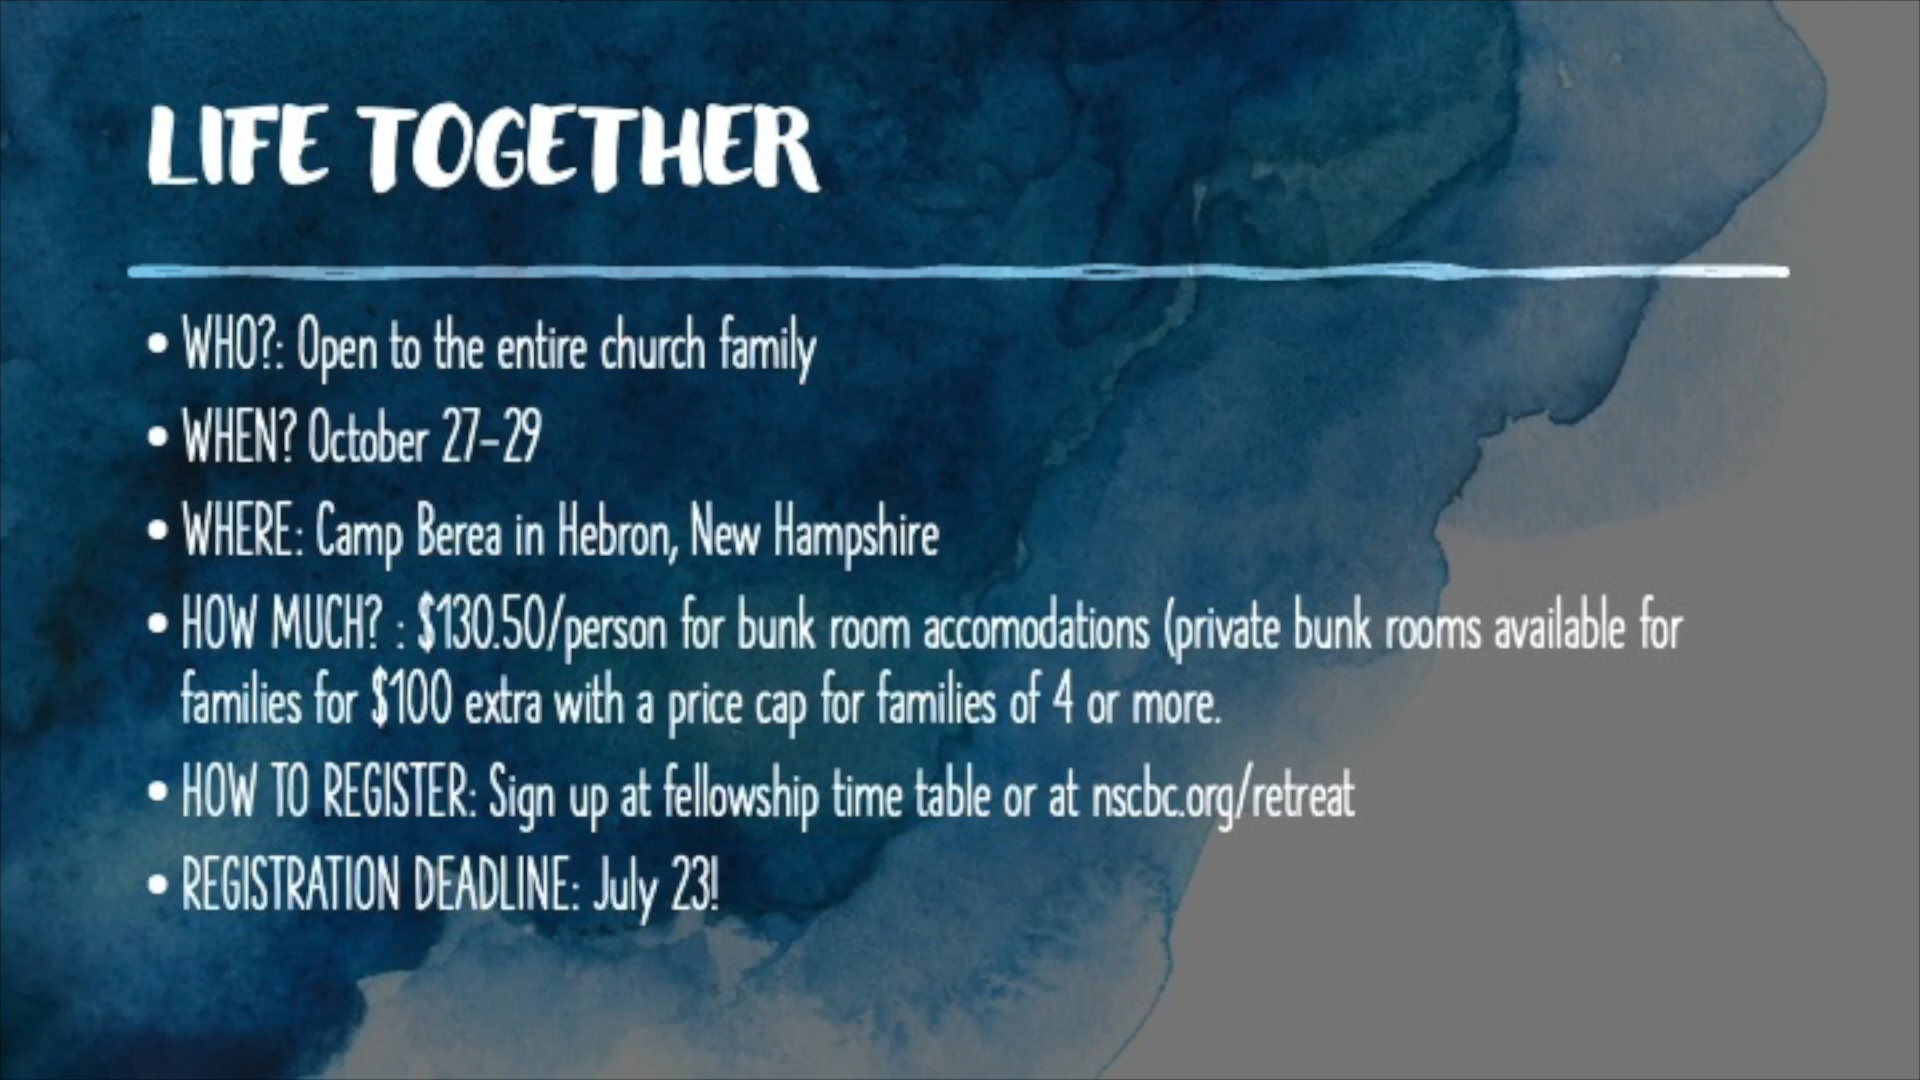 LIFE TOGETHER
• WHO?: Open to the entire church family
• WHEN? October 27-29
• WHERE: Camp Berea in Hebron, New Hampshire
• HOW MUCH? : $130.50/person for bunk room accomodations (private bunk rooms available for
families for $100 extra with a price cap for families of 4 or more.
• HOW TO REGISTER: Sign up at fellowship time table or at nscbc.org/retreat
• REGISTRATION DEADLINE: July 23!